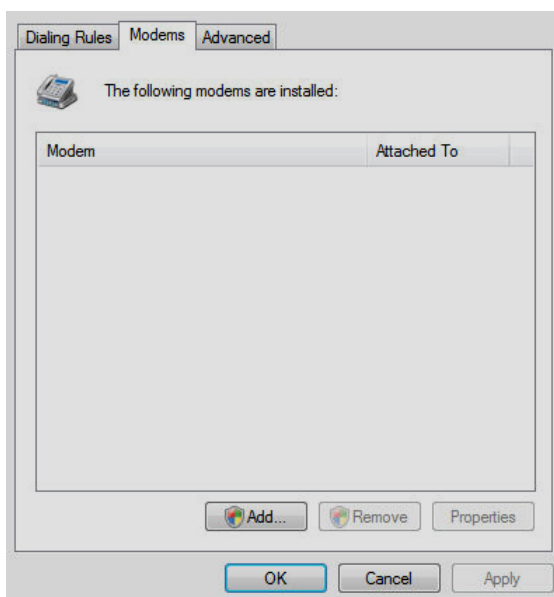 Dialing Rules Modems Advanced
The following modems are installed:
Modem Attached To
Add... Remove Properties
OK Cancel Apply